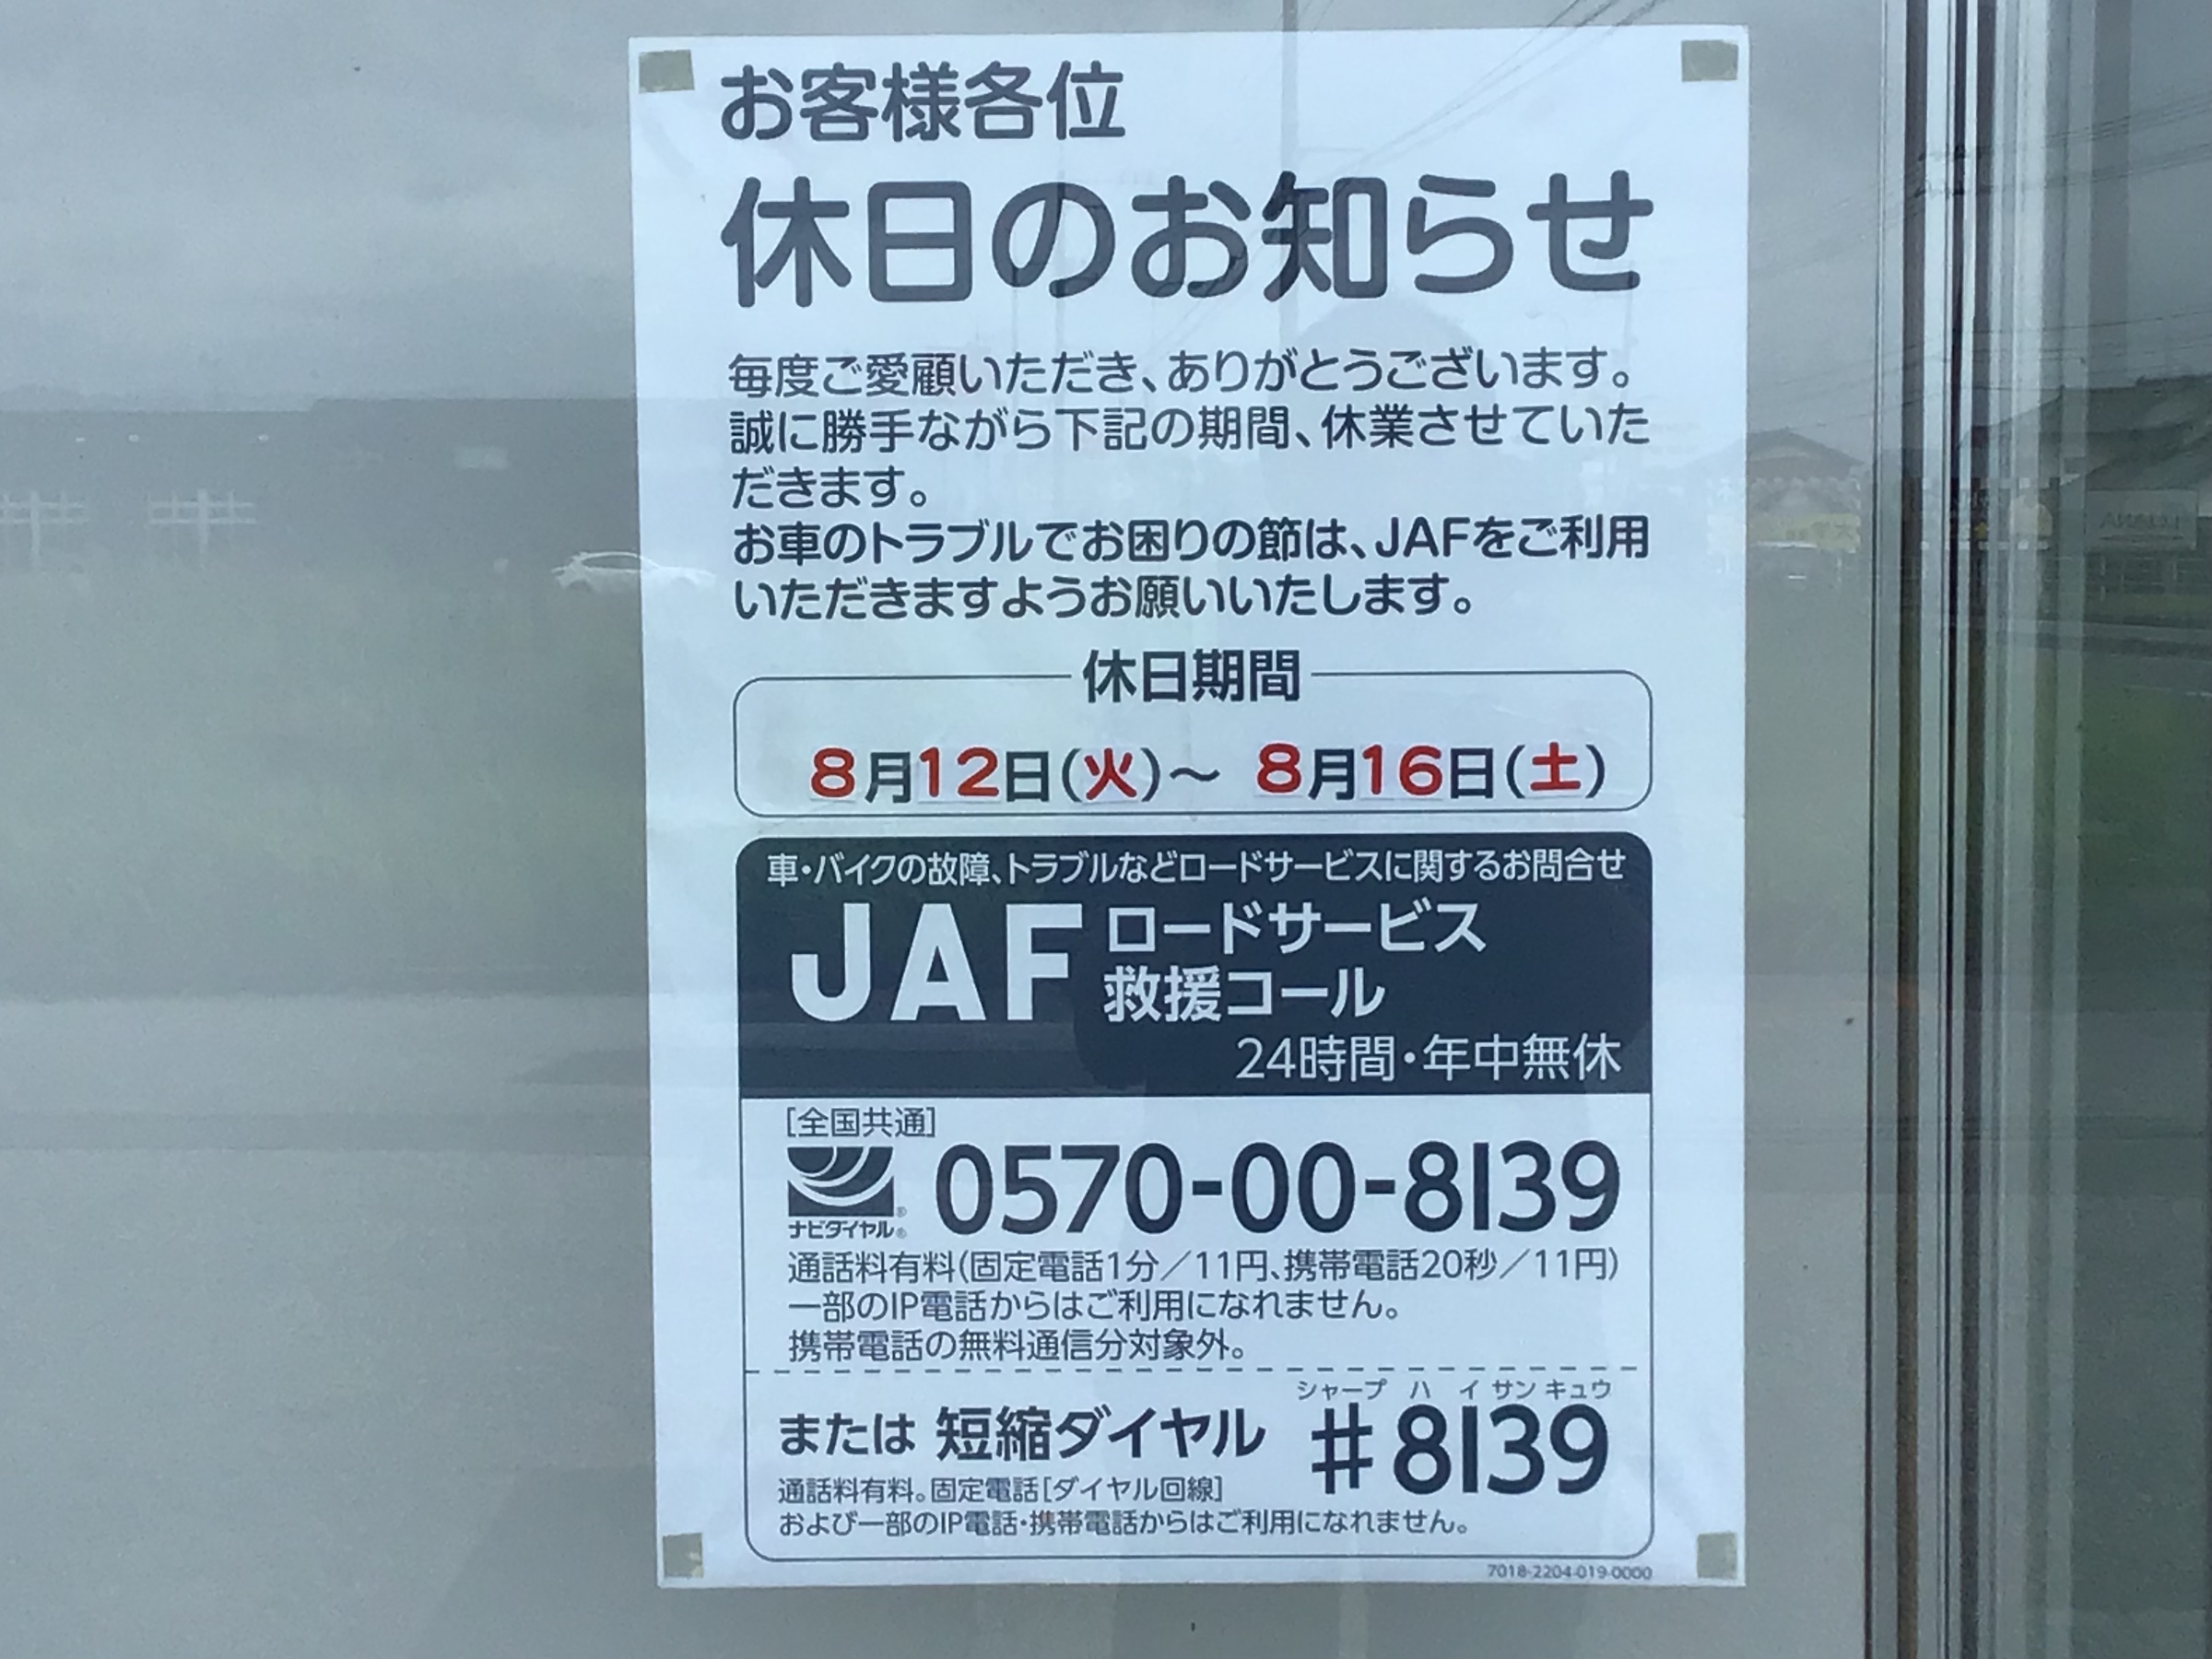 お客様各位
休日のお知らせ
毎度ご愛顧いただき、ありがとうございます。
誠に勝手ながら下記の期間、休業させていた
だきます。
お車のトラブルでお困りの節は、JAFをご利用
いただきますようお願いいたします。
休日期間
8月12日(火)～ 8月16日(土)
車・バイクの故障、トラブルなどロードサービスに関するお問合せ
JAF ロードサービス
救援コール
24時間・年中無休
[全国共通]
ナビダイヤル® 0570-00-8139
通話料有料(固定電話1分／11円、携帯電話20秒／11円)
一部のIP電話からはご利用になれません。
携帯電話の無料通信分対象外。
シャープ ハ イ サン キュウ
または 短縮ダイヤル #8139
通話料有料。固定電話[ダイヤル回線]
および一部のIP電話・携帯電話からはご利用になれません。
7018-2204-019-0000